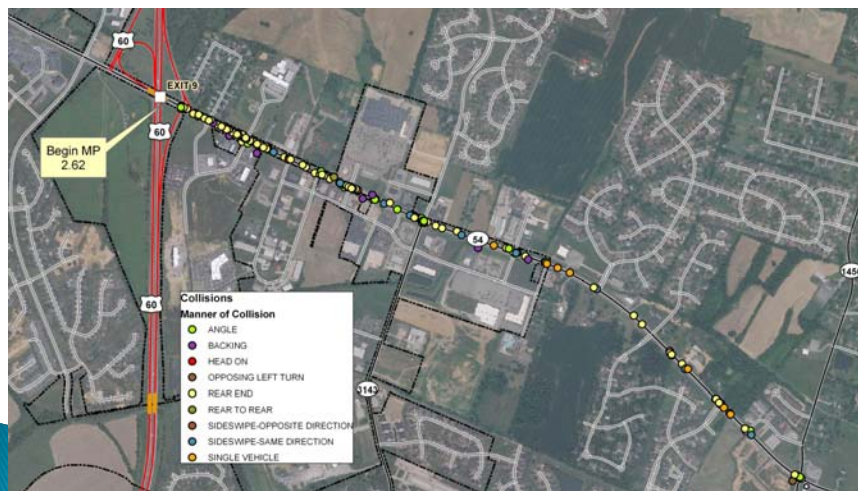 60
EXIT 9
60
Begin MP
2.62
54
1456
60
3143
Collisions
Manner of Collision
ANGLE
BACKING
HEAD ON
OPPOSING LEFT TURN
REAR END
REAR TO REAR
SIDESWIPE-OPPOSITE DIRECTION
SIDESWIPE-SAME DIRECTION
SINGLE VEHICLE